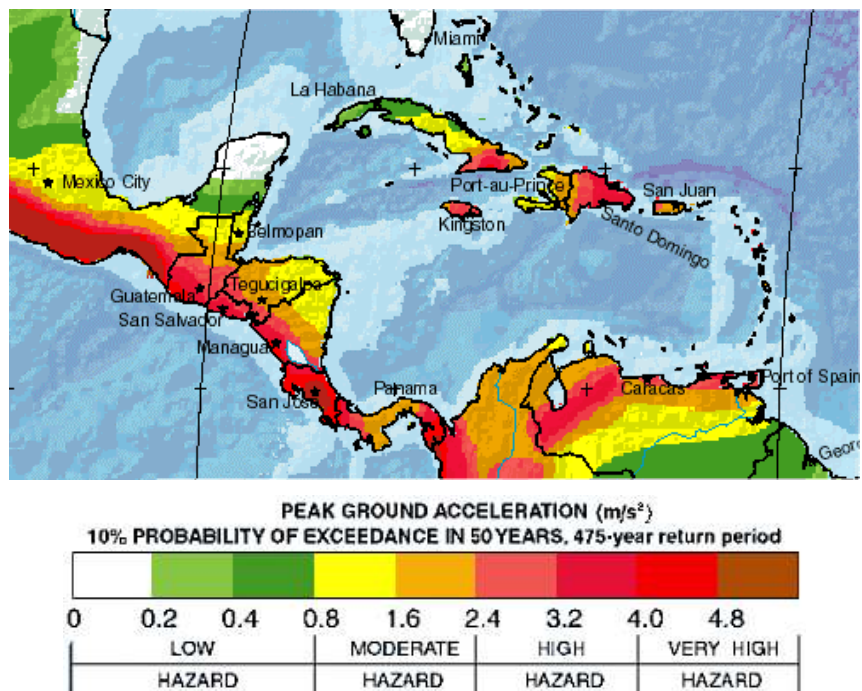 Miami
La Habana
Mexico City
Port-au-Prince
San Juan
Kingston
Santo Domingo
Belmopan
Tegucigalpa
Guatemala
San Salvador
Managua
San Jose
Panama
Caracas
Port of Spain
Georg
PEAK GROUND ACCELERATION (m/s²)
10% PROBABILITY OF EXCEEDANCE IN 50 YEARS, 475-year return period
0 0.2 0.4 0.8 1.6 2.4 3.2 4.0 4.8
LOW MODERATE HIGH VERY HIGH
HAZARD HAZARD HAZARD HAZARD